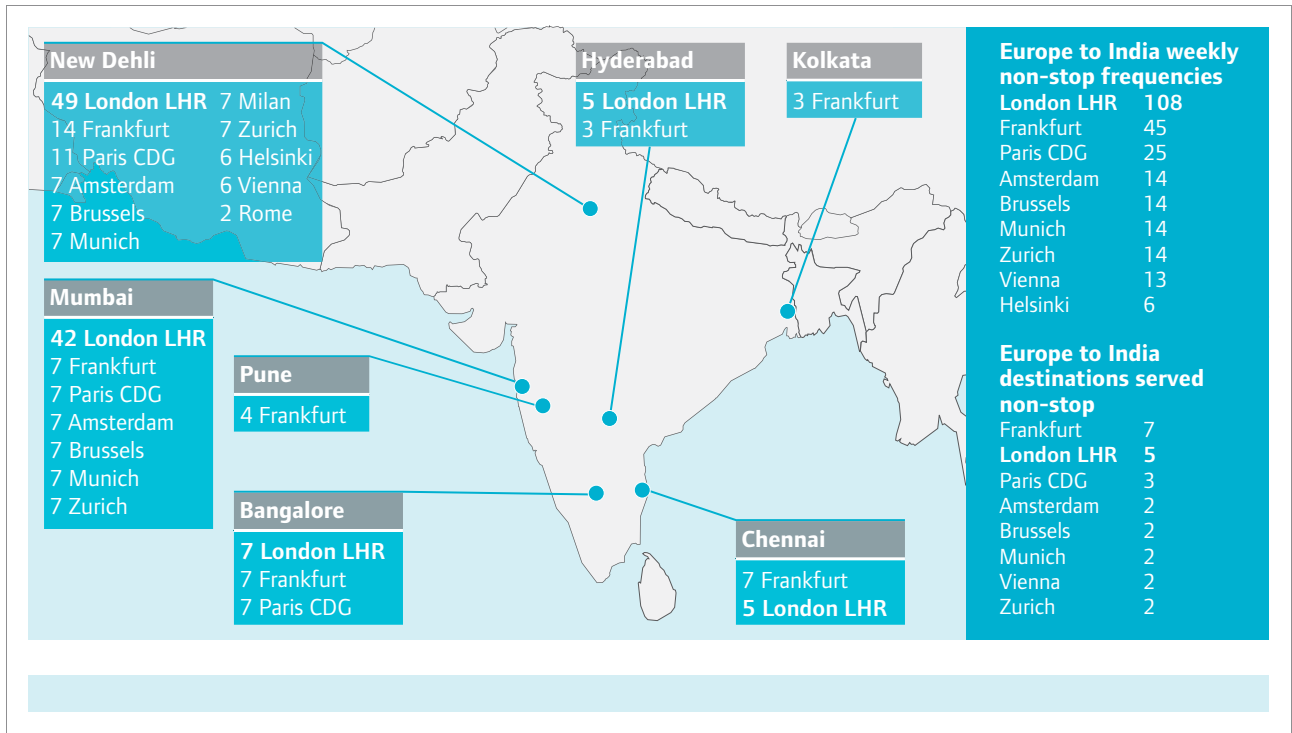 New Dehli
49 London LHR
14 Frankfurt
11 Paris CDG
7 Amsterdam
7 Brussels
7 Munich
7 Milan
7 Zurich
6 Helsinki
6 Vienna
2 Rome
Hyderabad
5 London LHR
3 Frankfurt
Kolkata
3 Frankfurt
Mumbai
42 London LHR
7 Frankfurt
7 Paris CDG
7 Amsterdam
7 Brussels
7 Munich
7 Zurich
Pune
4 Frankfurt
Bangalore
7 London LHR
7 Frankfurt
7 Paris CDG
Chennai
7 Frankfurt
5 London LHR
Europe to India weekly
non-stop frequencies
London LHR 108
Frankfurt 45
Paris CDG 25
Amsterdam 14
Brussels 14
Munich 14
Zurich 14
Vienna 13
Helsinki 6
Europe to India
destinations served
non-stop
Frankfurt 7
London LHR 5
Paris CDG 3
Amsterdam 2
Brussels 2
Munich 2
Vienna 2
Zurich 2